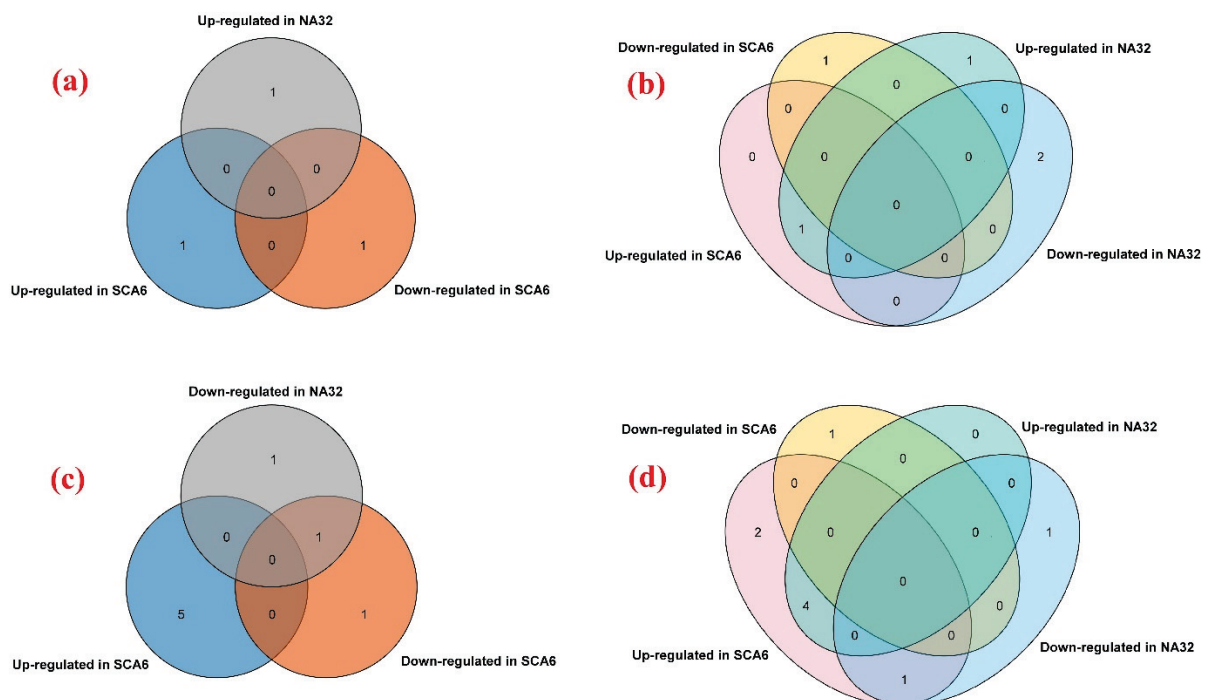 Up-regulated in NA32
(a)
1
0
0
0
1
0
1
Up-regulated in SCA6
Down-regulated in SCA6
Down-regulated in SCA6
Up-regulated in NA32
(b)
1
1
0
0
0
0
0
0
2
0
1
0
0
0
0
Up-regulated in SCA6
Down-regulated in NA32
Down-regulated in NA32
(c)
1
0
1
0
5
0
1
Up-regulated in SCA6
Down-regulated in SCA6
Down-regulated in SCA6
Up-regulated in NA32
(d)
1
0
0
0
0
2
0
0
1
0
4
0
0
0
1
Up-regulated in SCA6
Down-regulated in NA32